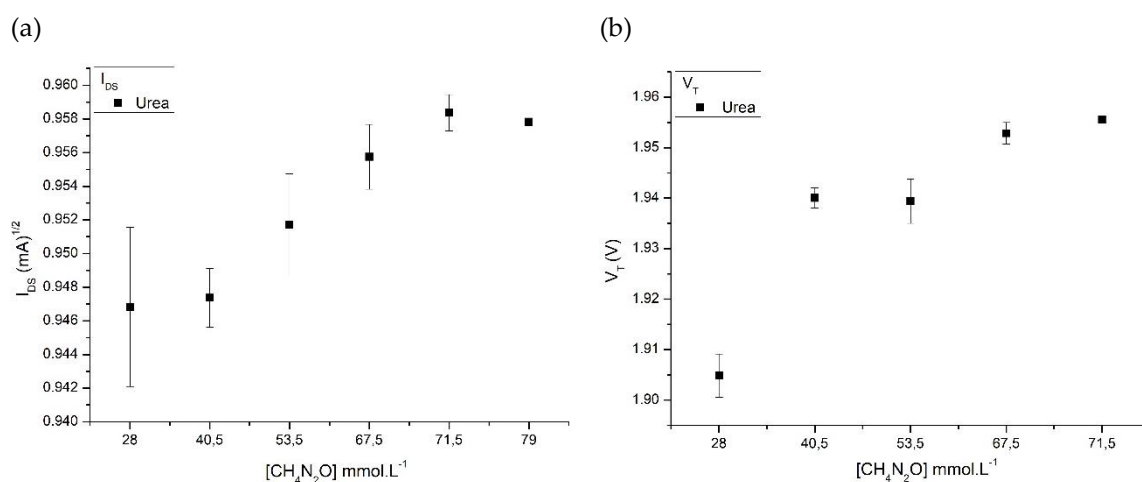 (a)
I_DS
Urea
0.960
0.958
0.956
0.954
0.952
0.950
0.948
0.946
0.944
0.942
0.940
I_DS (mA)^1/2
28
40,5
53,5
67,5
71,5
79
[CH_4N_2O] mmol.L^-1
(b)
V_T
Urea
1.96
1.95
1.94
1.93
1.92
1.91
1.90
V_T (V)
28
40,5
53,5
67,5
71,5
[CH_4N_2O] mmol.L^-1